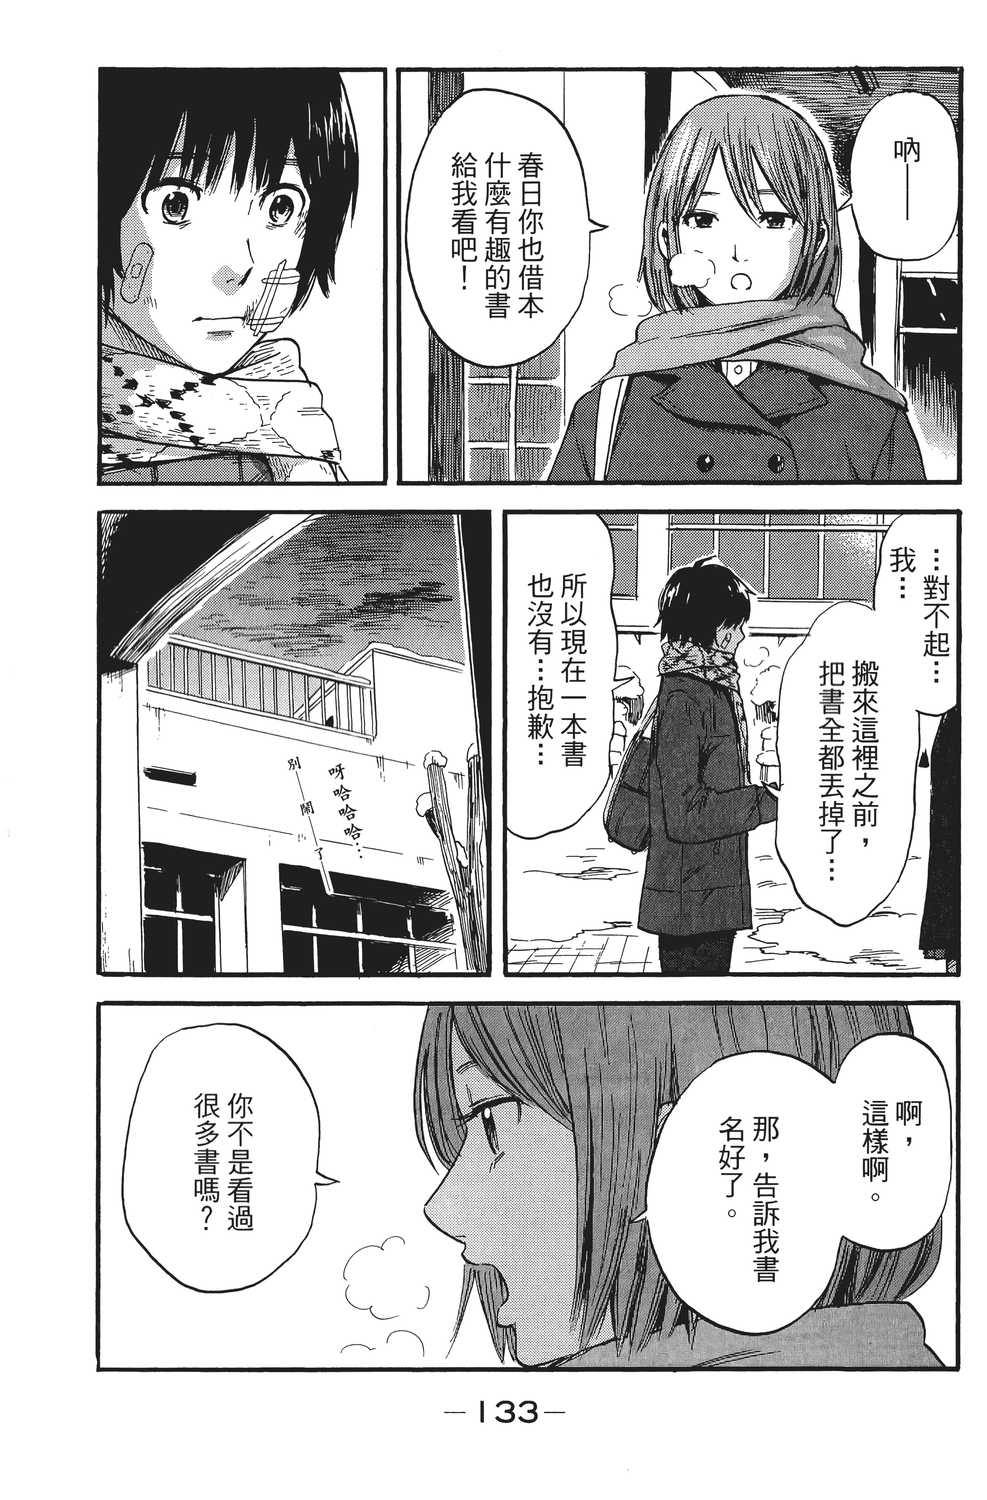 吶——
春日你也借本
什麼有趣的書
給我看吧！
…對不起…
我…
搬來這裡之前，
把書全都丟掉了…
所以現在一本書
也沒有…抱歉…
呀哈哈哈…
別鬧了——
啊，
這樣啊。
那，告訴我書
名好了。
你不是看過
很多書嗎？
—133—